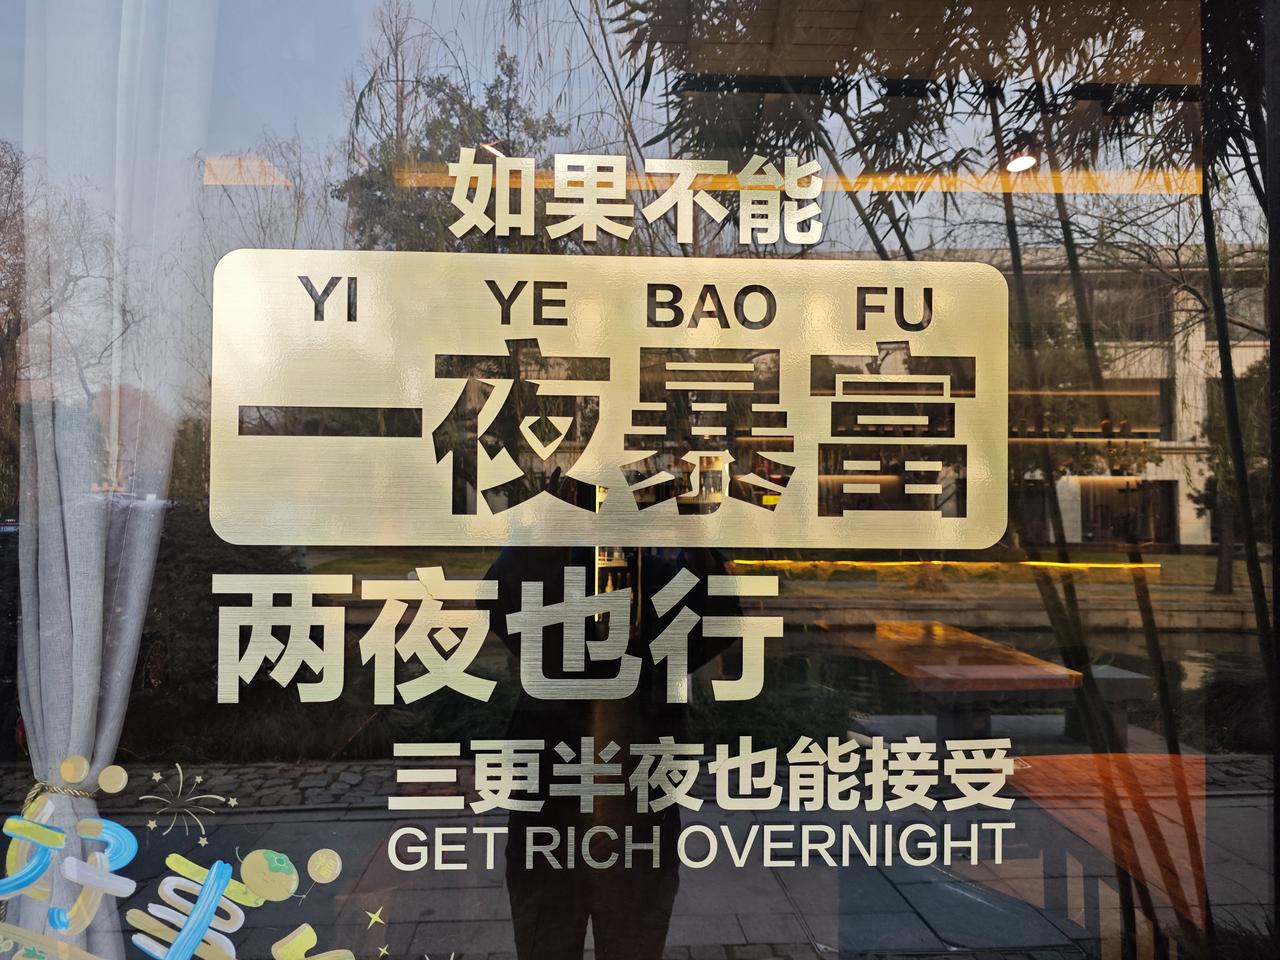 如果不能
YI YE BAO FU
一夜暴富
两夜也行
三更半夜也能接受
GET RICH OVERNIGHT